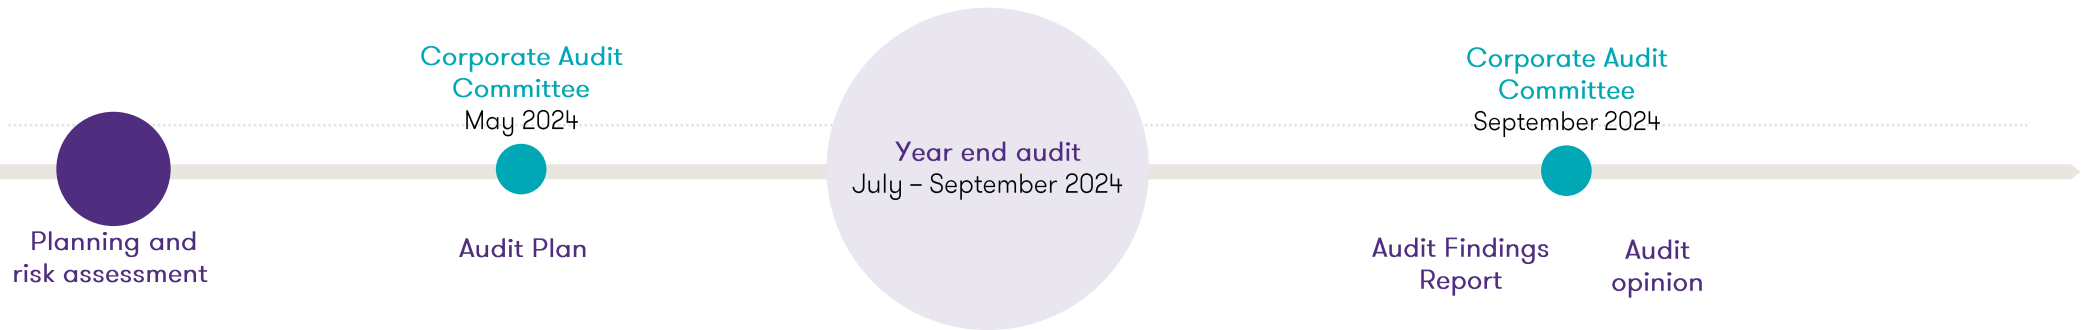 Planning and
risk assessment
Corporate Audit
Committee
May 2024
Audit Plan
Year end audit
July – September 2024
Corporate Audit
Committee
September 2024
Audit Findings
Report
Audit
opinion